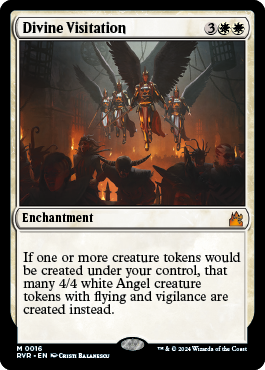 Divine Visitation 3
Enchantment
If one or more creature tokens would
be created under your control, that
many 4/4 white Angel creature
tokens with flying and vigilance are
created instead.
M 0016
RVR • EN CRISTI BALANESCU ™ & © 2024 Wizards of the Coast